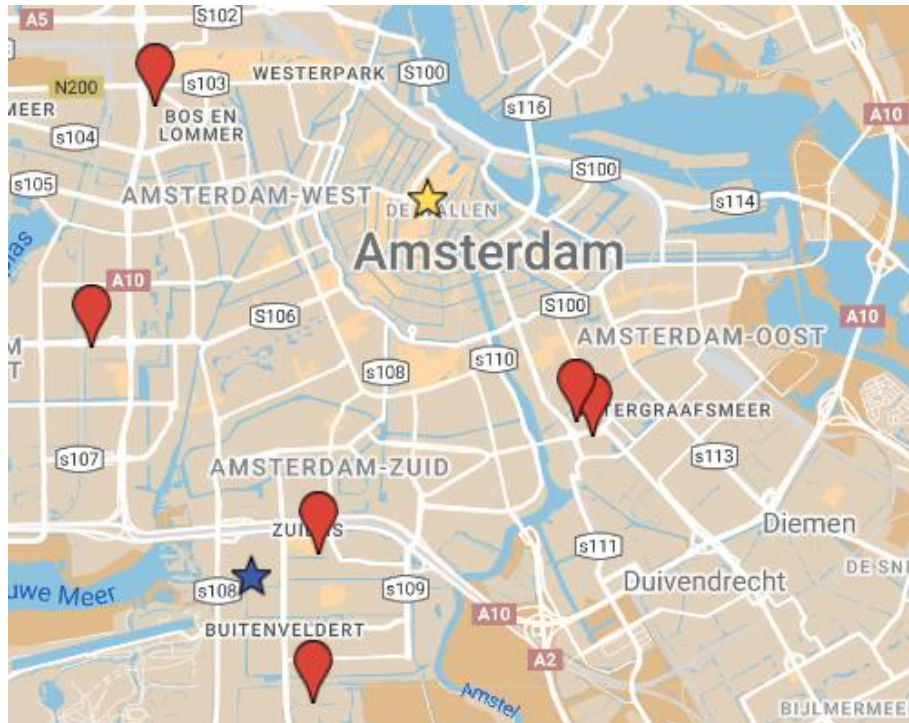 A5
S102
N200
s103
WESTERPARK
S100
MEER
BOS EN
LOMMER
s116
A10
s104
s105
AMSTERDAM-WEST
S100
s114
Amsterdam
A10
S106
S100
A10
AMSTERDAM-OOST
s108
s110
TERGRAAFSMEER
s107
AMSTERDAM-ZUID
s113
Diemen
s111
s108
s109
Duivendrecht
DE SN
uwe Meer
BUITENVELDERT
A10
A2
Amstel
BIJLMERMEE